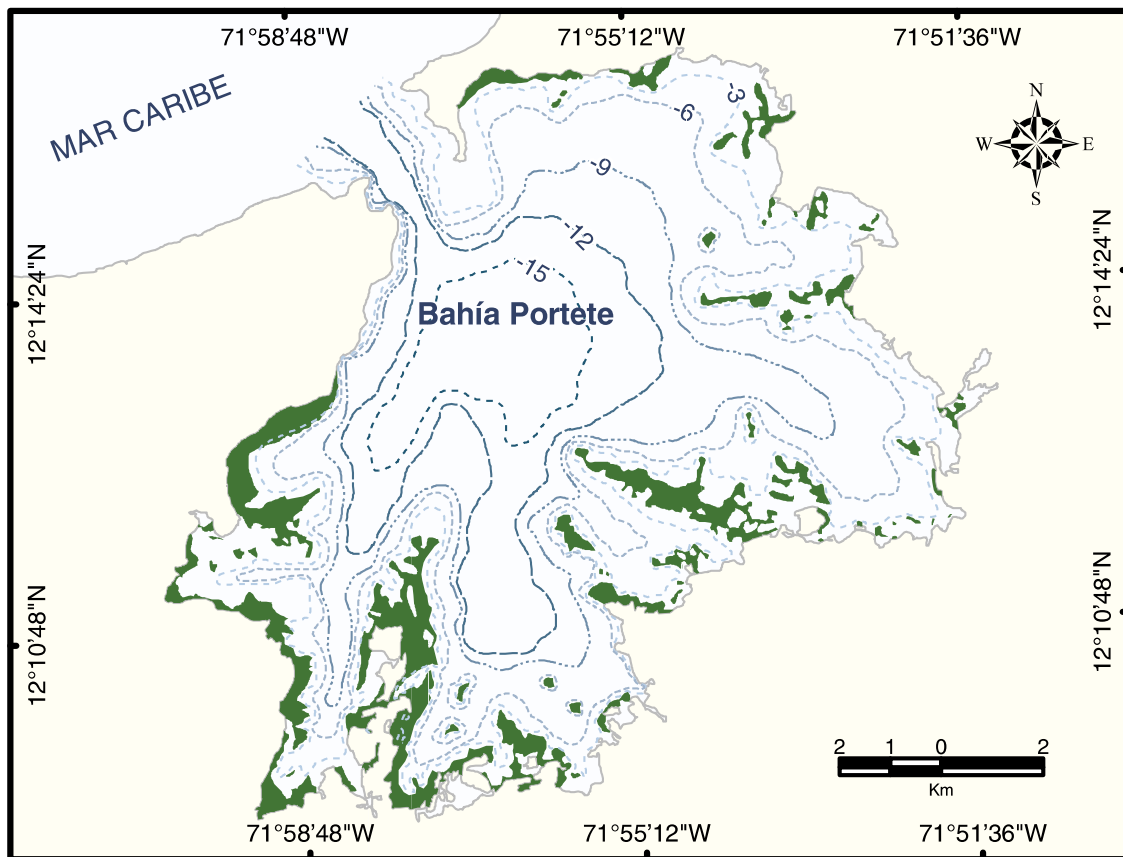 71°58'48"W
71°55'12"W
71°51'36"W
MAR CARIBE
-3
-6
N
W
E
S
-9
-12
12°14'24"N
12°14'24"N
-15
Bahía Portete
12°10'48"N
12°10'48"N
2 1 0 2
Km
71°58'48"W
71°55'12"W
71°51'36"W